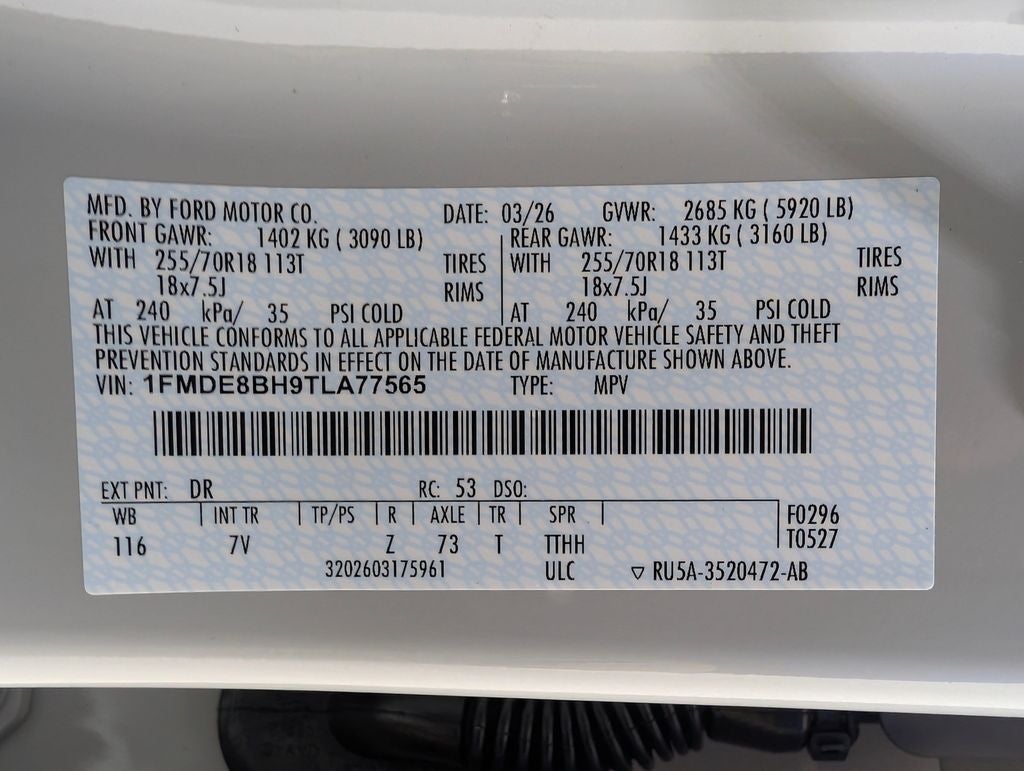 MFD. BY FORD MOTOR CO. DATE: 03/26 GVWR: 2685 KG ( 5920 LB)
FRONT GAWR: 1402 KG ( 3090 LB) REAR GAWR: 1433 KG ( 3160 LB)
WITH 255/70R18 113T TIRES WITH 255/70R18 113T TIRES
18x7.5J RIMS 18x7.5J RIMS
AT 240 kPa/ 35 PSI COLD AT 240 kPa/ 35 PSI COLD
THIS VEHICLE CONFORMS TO ALL APPLICABLE FEDERAL MOTOR VEHICLE SAFETY AND THEFT
PREVENTION STANDARDS IN EFFECT ON THE DATE OF MANUFACTURE SHOWN ABOVE.
VIN: 1FMDE8BH9TLA77565 TYPE: MPV
EXT PNT: DR RC: 53 DSO:
WB INT TR TP/PS R AXLE TR SPR F0296
116 7V Z 73 T TTHH T0527
3202603175961 ULC ▽ RU5A-3520472-AB